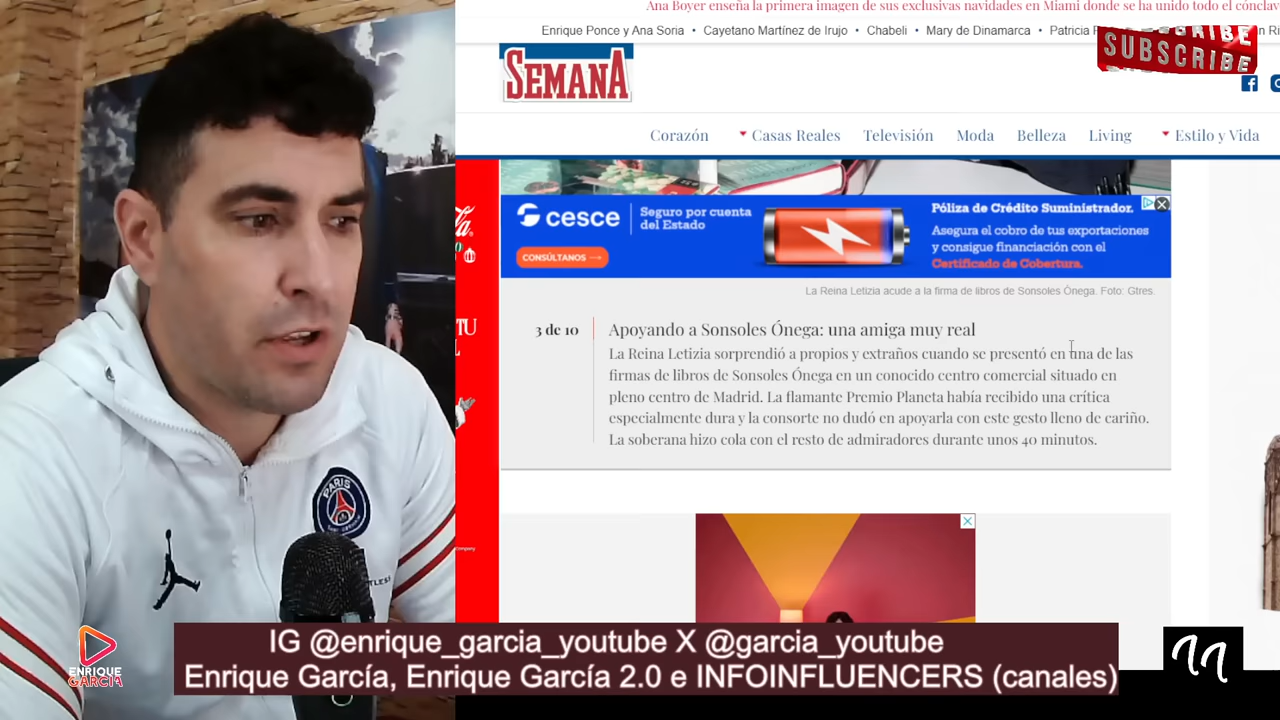 Ana Boyer enseña la primera imagen de sus exclusivas navidades en Miami donde se ha unido todo el cónclav
Enrique Ponce y Ana Soria • Cayetano Martínez de Irujo • Chabeli • Mary de Dinamarca • Patricia
SUBSCRIBE
SEMANA
Corazón Casas Reales Televisión Moda Belleza Living Estilo y Vida
cesce Seguro por cuenta del Estado
CONSÚLTANOS
Póliza de Crédito Suministrador.
Asegura el cobro de tus exportaciones
y consigue financiación con el
Certificado de Cobertura.
La Reina Letizia acude a la firma de libros de Sonsoles Ónega. Foto: Gtres.
3 de 10 Apoyando a Sonsoles Ónega: una amiga muy real
La Reina Letizia sorprendió a propios y extraños cuando se presentó en una de las
firmas de libros de Sonsoles Ónega en un conocido centro comercial situado en
pleno centro de Madrid. La flamante Premio Planeta había recibido una crítica
especialmente dura y la consorte no dudó en apoyarla con este gesto lleno de cariño.
La soberana hizo cola con el resto de admiradores durante unos 40 minutos.
PARIS
IG @enrique_garcia_youtube X @garcia_youtube
Enrique García, Enrique García 2.0 e INFONFLUENCERS (canales)
ENRIQUE
GARCÍA